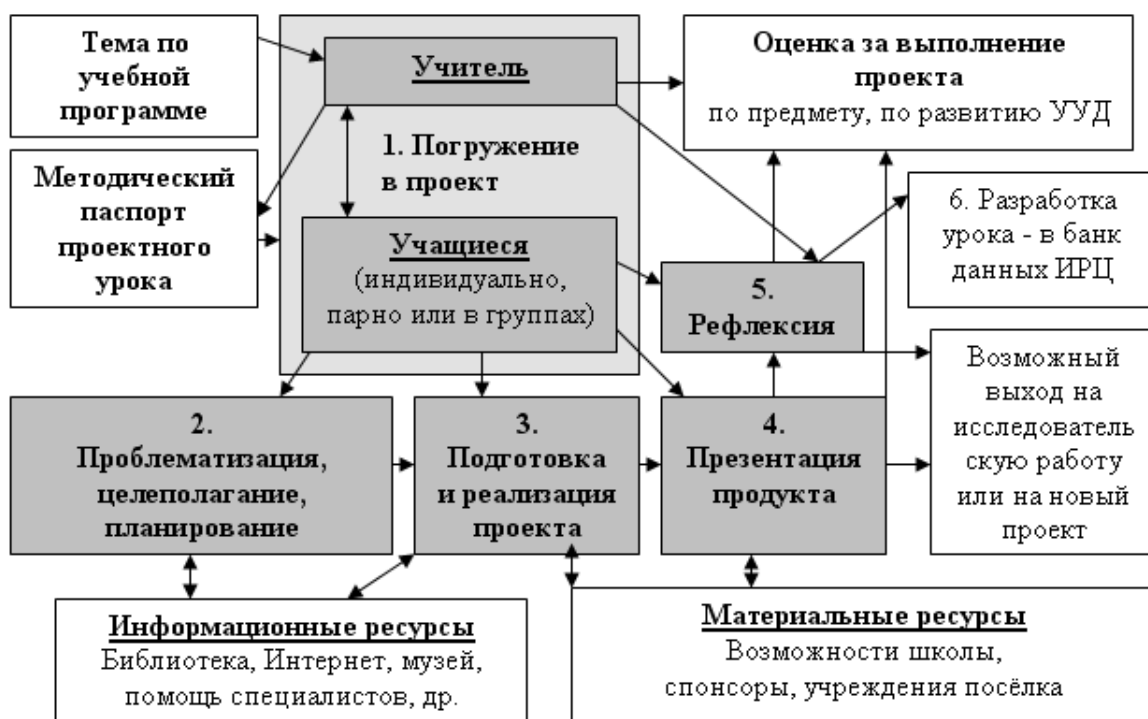 Тема по
учебной
программе
Учитель
Оценка за выполнение
проекта
по предмету, по развитию УУД
1. Погружение
в проект
Методический
паспорт
проектного
урока
Учащиеся
(индивидуально,
парно или в группах)
5.
Рефлексия
6. Разработка
урока - в банк
данных ИРЦ
2.
Проблематизация,
целеполагание,
планирование
3.
Подготовка
и реализация
проекта
4.
Презентация
продукта
Возможный
выход на
исследователь
скую работу
или на новый
проект
Информационные ресурсы
Библиотека, Интернет, музей,
помощь специалистов, др.
Материальные ресурсы
Возможности школы,
спонсоры, учреждения посёлка